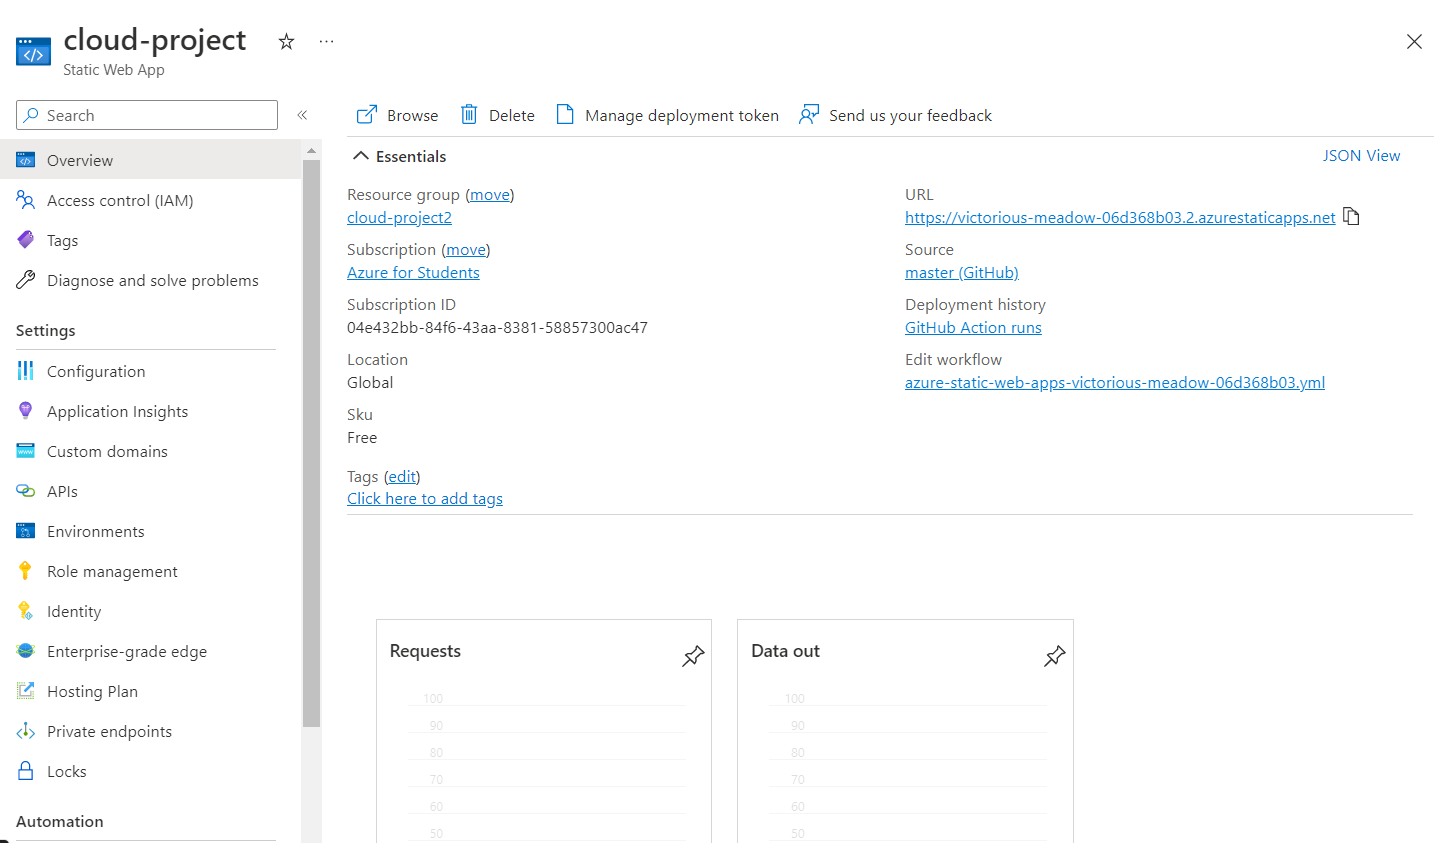 cloud-project
Static Web App
Search
«
Overview
Access control (IAM)
Tags
Diagnose and solve problems
Settings
Configuration
Application Insights
Custom domains
APIs
Environments
Role management
Identity
Enterprise-grade edge
Hosting Plan
Private endpoints
Locks
Automation
Browse Delete Manage deployment token Send us your feedback
Essentials
JSON View
Resource group (move)
cloud-project2
Subscription (move)
Azure for Students
Subscription ID
04e432bb-84f6-43aa-8381-58857300ac47
Location
Global
Sku
Free
Tags (edit)
Click here to add tags
URL
https://victorious-meadow-06d368b03.2.azurestaticapps.net
Source
master (GitHub)
Deployment history
GitHub Action runs
Edit workflow
azure-static-web-apps-victorious-meadow-06d368b03.yml
Requests
100
90
80
70
60
50
Data out
100
90
80
70
60
50